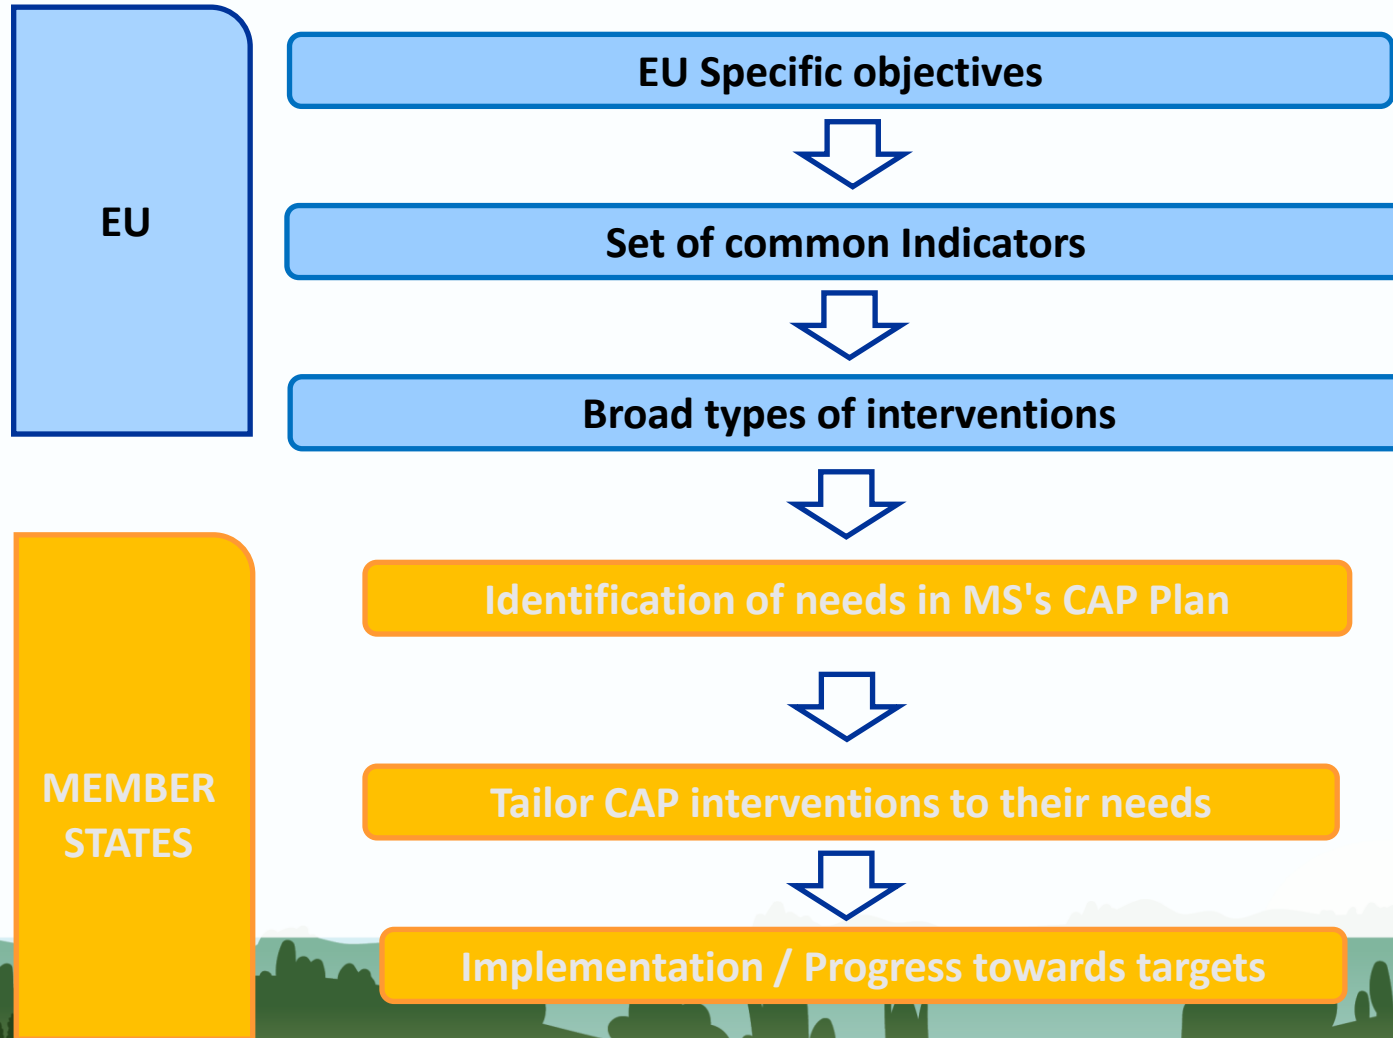 EU Specific objectives
EU
Set of common Indicators
Broad types of interventions
Identification of needs in MS's CAP Plan
MEMBER
STATES
Tailor CAP interventions to their needs
Implementation / Progress towards targets